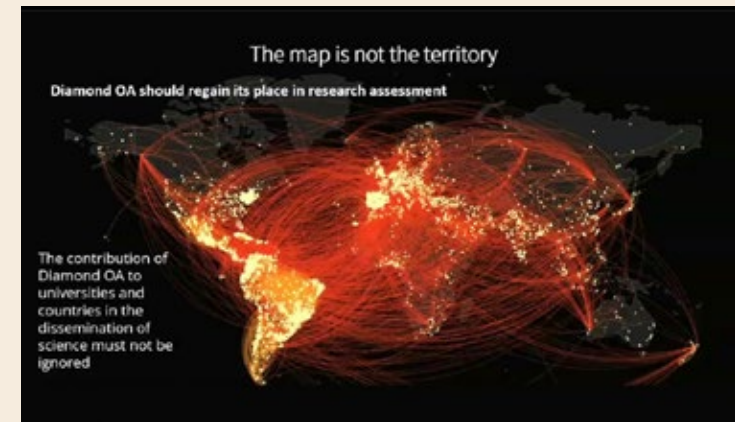 The map is not the territory
Diamond OA should regain its place in research assessment
The contribution of
Diamond OA to
universities and
countries in the
dissemination of
science must not be
ignored